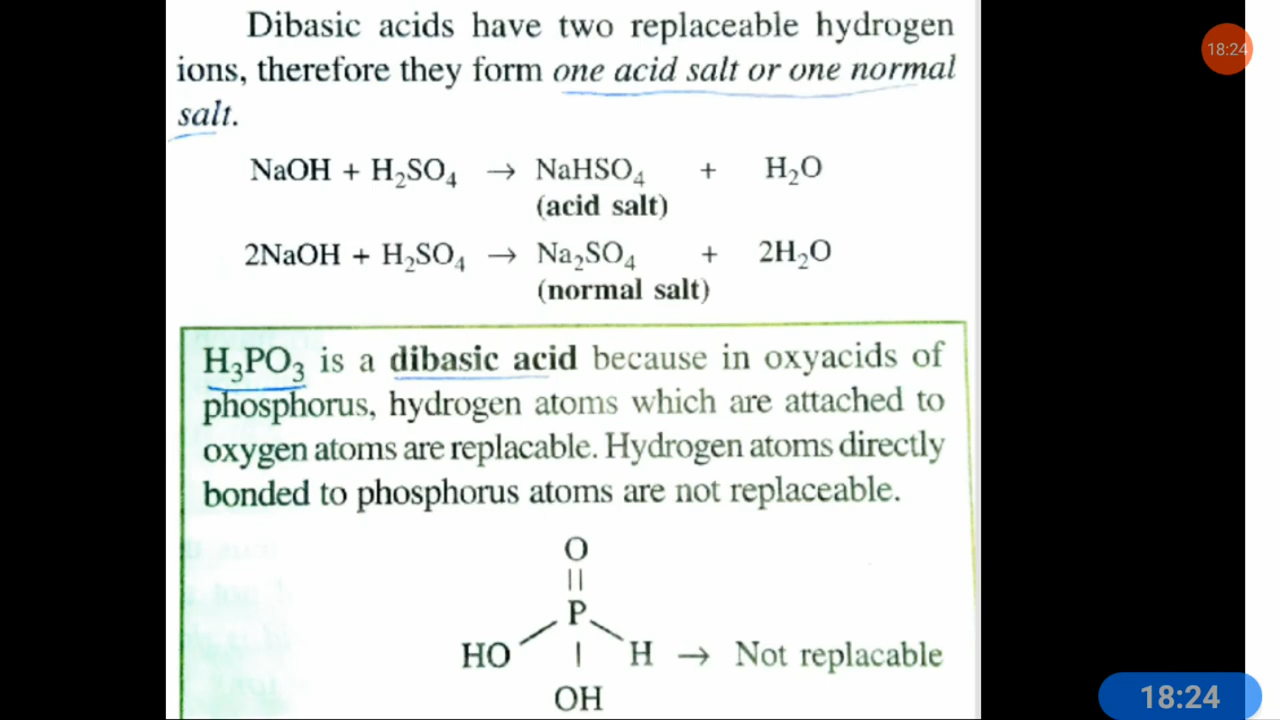 Dibasic acids have two replaceable hydrogen
18:24
ions, therefore they form one acid salt or one normal
salt.
NaOH + H₂SO₄ → NaHSO₄ + H₂O
(acid salt)
2NaOH + H₂SO₄ → Na₂SO₄ + 2H₂O
(normal salt)
H₃PO₃ is a dibasic acid because in oxyacids of
phosphorus, hydrogen atoms which are attached to
oxygen atoms are replacable. Hydrogen atoms directly
bonded to phosphorus atoms are not replaceable.
O
||
P
HO | H → Not replacable
OH
18:24